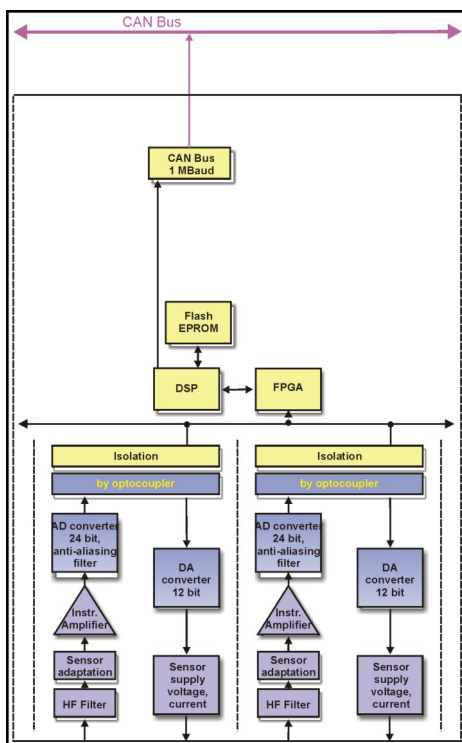 CAN Bus
CAN Bus
1 MBaud
Flash
EPROM
DSP
FPGA
Isolation
by optocoupler
AD converter
24 bit,
anti-aliasing
filter
DA
converter
12 bit
Instr.
Amplifier
Sensor
adaptation
Sensor
supply
voltage,
current
HF Filter
Isolation
by optocoupler
AD converter
24 bit,
anti-aliasing
filter
DA
converter
12 bit
Instr.
Amplifier
Sensor
adaptation
Sensor
supply
voltage,
current
HF Filter